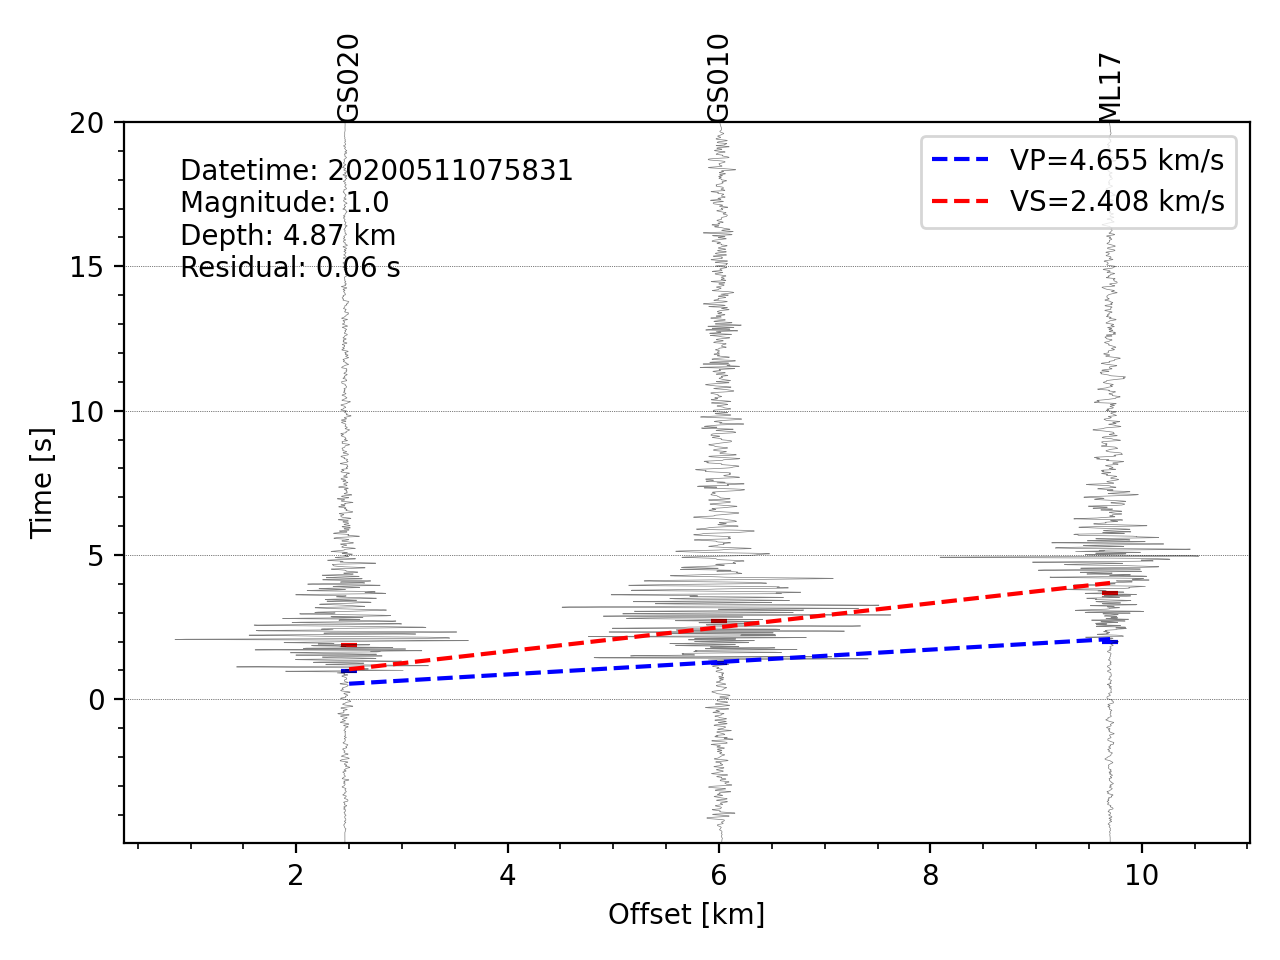 GS020
GS010
ML17
Datetime: 20200511075831
Magnitude: 1.0
Depth: 4.87 km
Residual: 0.06 s
VP=4.655 km/s
VS=2.408 km/s
20
15
10
5
0
Time [s]
2
4
6
8
10
Offset [km]